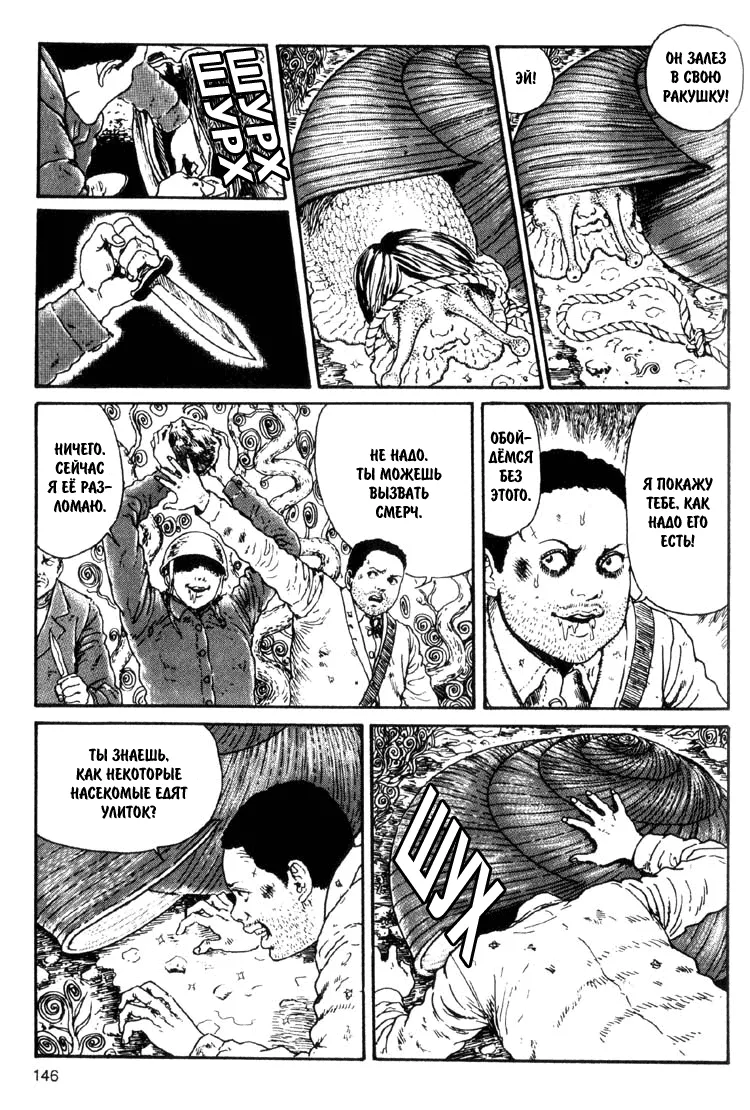 ШУРХ
ШУРХ
ЭЙ!
ОН ЗАЛЕЗ
В СВОЮ
РАКУШКУ!
НИЧЕГО.
СЕЙЧАС
Я ЕЁ РАЗ-
ЛОМАЮ.
НЕ НАДО.
ТЫ МОЖЕШЬ
ВЫЗВАТЬ
СМЕРЧ.
ОБОЙ-
ДЁМСЯ
БЕЗ
ЭТОГО.
Я ПОКАЖУ
ТЕБЕ, КАК
НАДО ЕГО
ЕСТЬ!
ТЫ ЗНАЕШЬ,
КАК НЕКОТОРЫЕ
НАСЕКОМЫЕ ЕДЯТ
УЛИТОК?
ШУХ
146